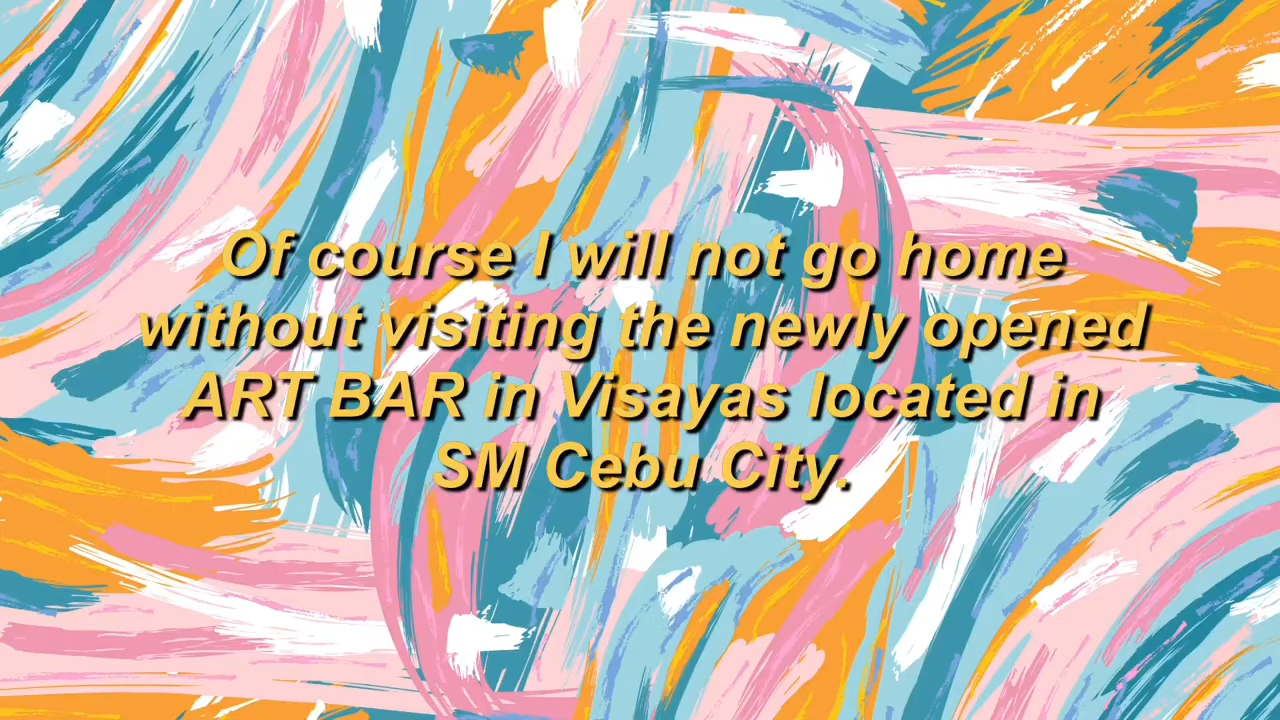 Of course I will not go home
without visiting the newly opened
ART BAR in Visayas located in
SM Cebu City.